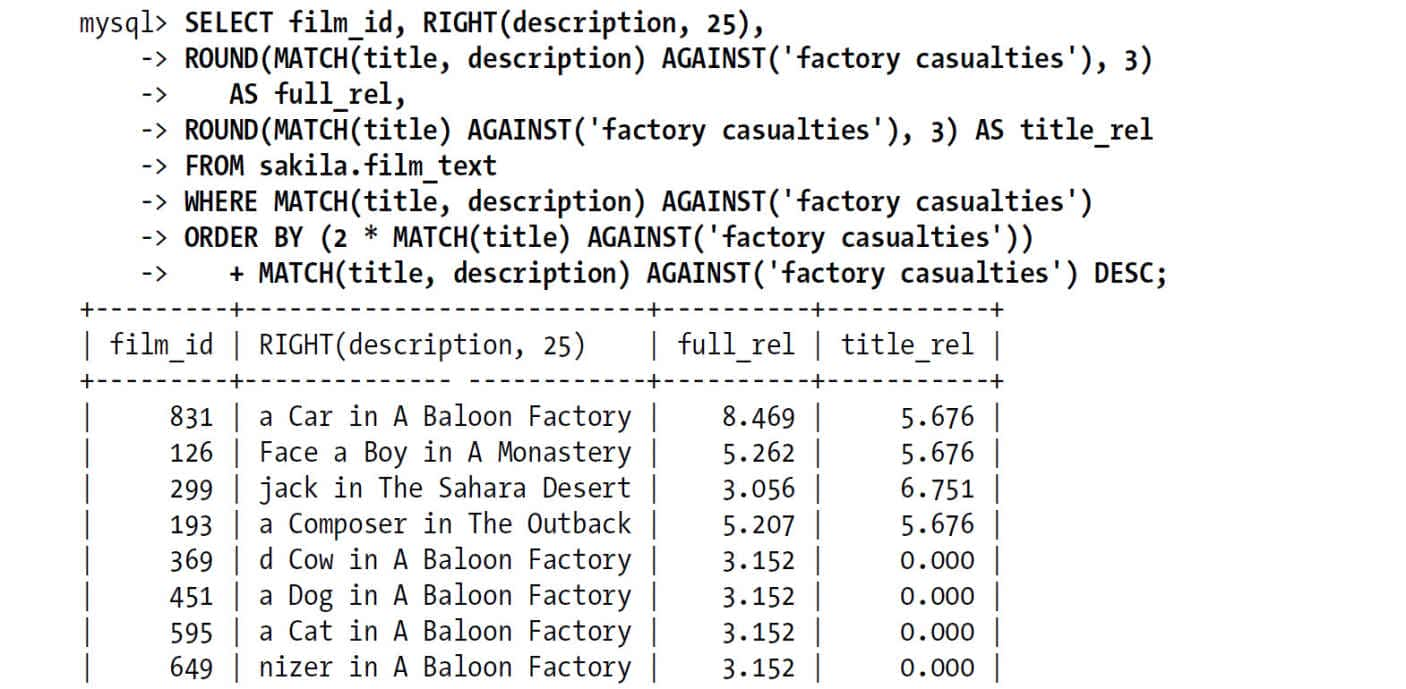 mysql> SELECT film_id, RIGHT(description, 25),
    -> ROUND(MATCH(title, description) AGAINST('factory casualties'), 3)
    ->    AS full_rel,
    -> ROUND(MATCH(title) AGAINST('factory casualties'), 3) AS title_rel
    -> FROM sakila.film_text
    -> WHERE MATCH(title, description) AGAINST('factory casualties')
    -> ORDER BY (2 * MATCH(title) AGAINST('factory casualties'))
    ->    + MATCH(title, description) AGAINST('factory casualties') DESC;
+---------+---------------------------+----------+-----------+
| film_id | RIGHT(description, 25)    | full_rel | title_rel |
+---------+-------------- ------------+----------+-----------+
|     831 | a Car in A Baloon Factory |    8.469 |     5.676 |
|     126 | Face a Boy in A Monastery |    5.262 |     5.676 |
|     299 | jack in The Sahara Desert |    3.056 |     6.751 |
|     193 | a Composer in The Outback |    5.207 |     5.676 |
|     369 | d Cow in A Baloon Factory |    3.152 |     0.000 |
|     451 | a Dog in A Baloon Factory |    3.152 |     0.000 |
|     595 | a Cat in A Baloon Factory |    3.152 |     0.000 |
|     649 | nizer in A Baloon Factory |    3.152 |     0.000 |